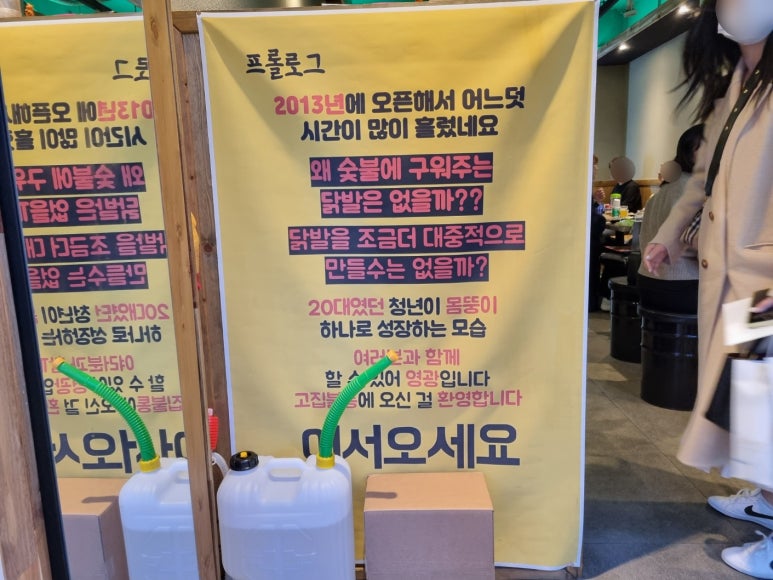 프롤로그
2013년에 오픈해서 어느덧
시간이 많이 흘렀네요
왜 숯불에 구워주는
닭발은 없을까??
닭발을 조금더 대중적으로
만들수는 없을까?
20대였던 청년이 몸뚱이
하나로 성장하는 모습
함께
할 수 있어 영광입니다
오신 걸 환영합니다
어서오세요